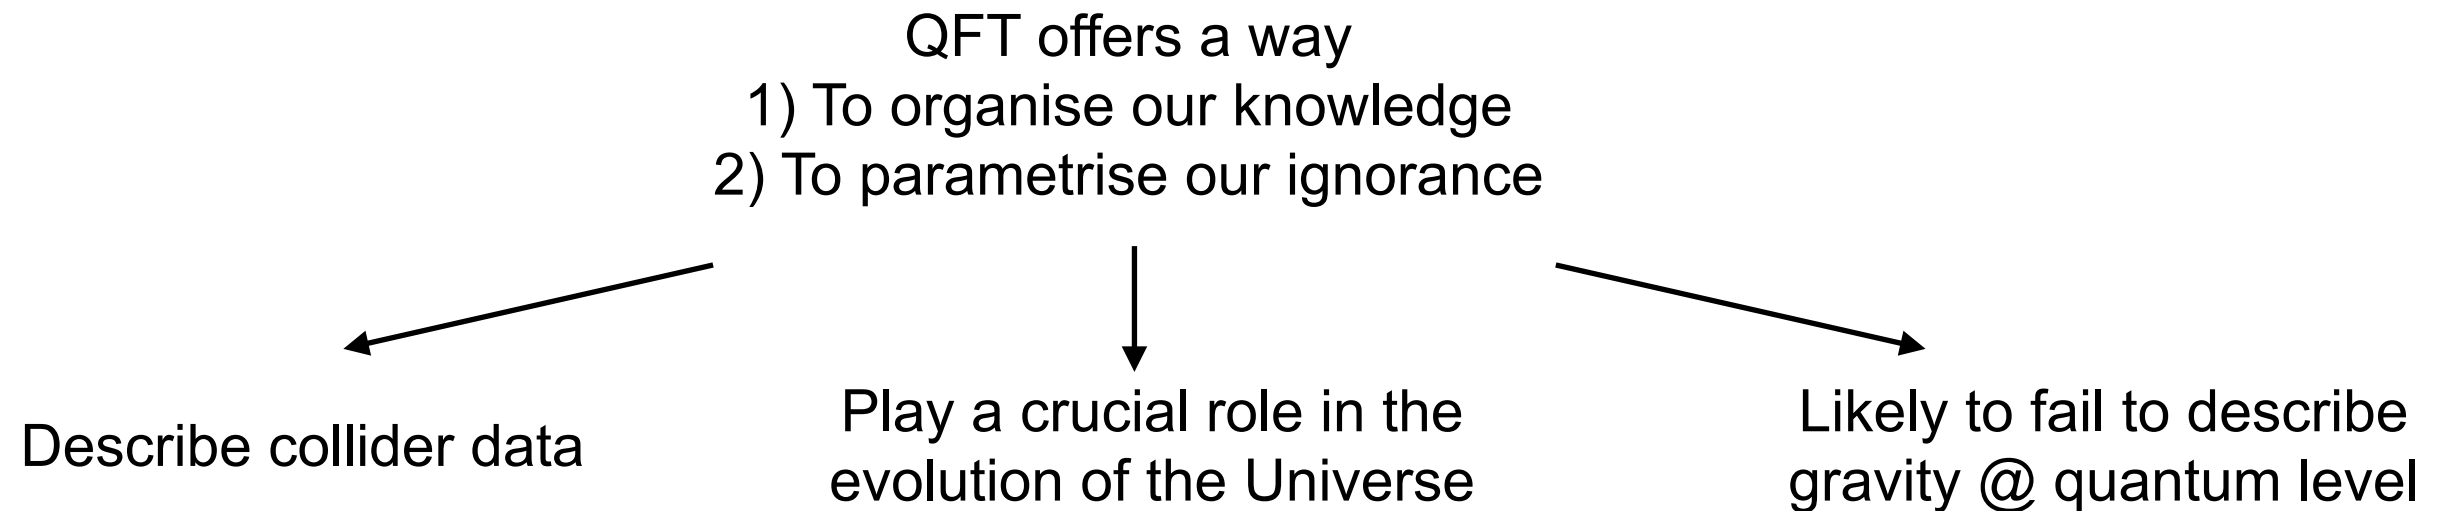 QFT offers a way
1) To organise our knowledge
2) To parametrise our ignorance
Describe collider data
Play a crucial role in the
evolution of the Universe
Likely to fail to describe
gravity @ quantum level